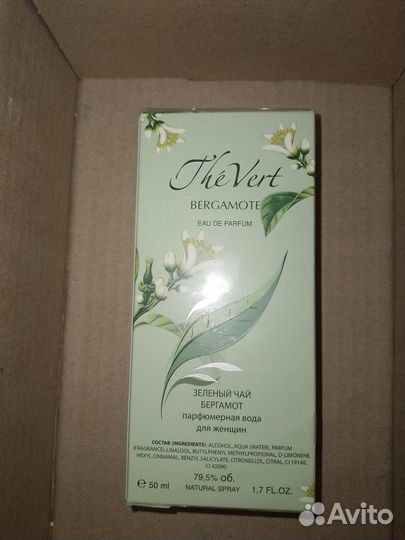 Thé Vert
BERGAMOTE
EAU DE PARFUM
ЗЕЛЕНЫЙ ЧАЙ
БЕРГАМОТ
парфюмерная вода
для женщин
СОСТАВ (INGREDIENTS): ALCOHOL, AQUA (WATER), PARFUM
(FRAGRANCE), LINALOOL, BUTYLPHENYL METHYLPROPIONAL, D-LIMONENE,
HEXYL CINNAMAL, BENZYL SALICYLATE, CITRONELLOL, CITRAL, CI 19140,
CI 42090.
79,5% об.
℮ 50 ml NATURAL SPRAY 1,7 FL.OZ.
Avito